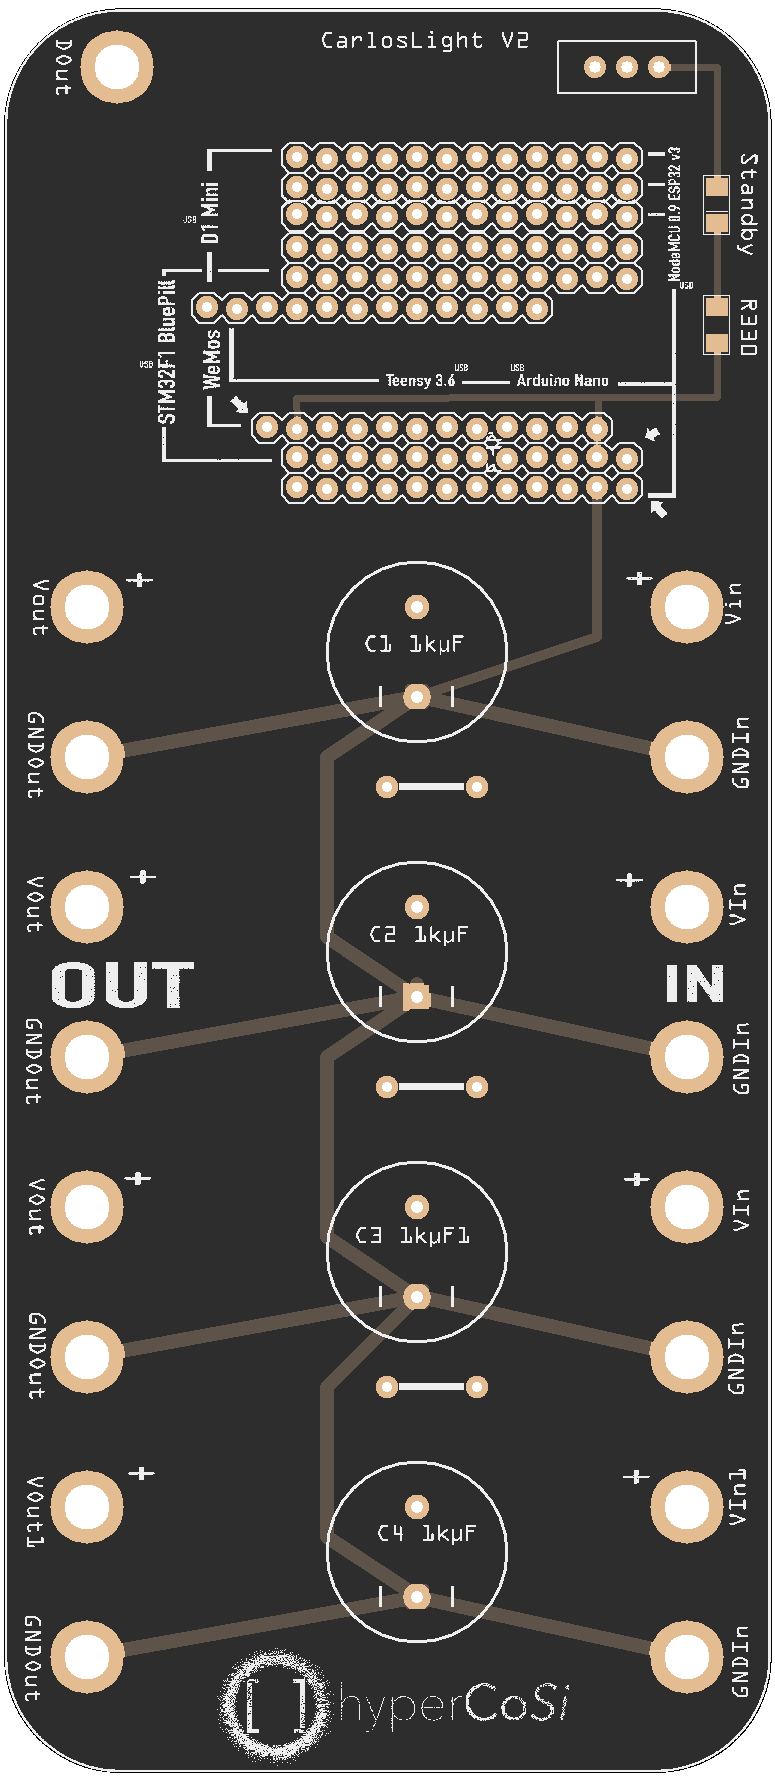 CarlosLight V2
Dout
Standby
R33D
D1 Mini
USB
NodeMCU 0.9 ESP32 v3
USB
STM32F1 BluePill
USB
WeMos
Teensy 3.6
USB
USB
Arduino Nano
Vout
+
+
Vin
C1 1kµF
GNDOut
GNDIn
Vout
+
+
VIn
C2 1kµF
OUT
IN
GNDOut
GNDIn
Vout
+
+
VIn
C3 1kµF1
GNDOut
GNDIn
Vout1
+
+
VIn1
C4 1kµF
GNDOut
GNDIn
[ ] hyperCoSi